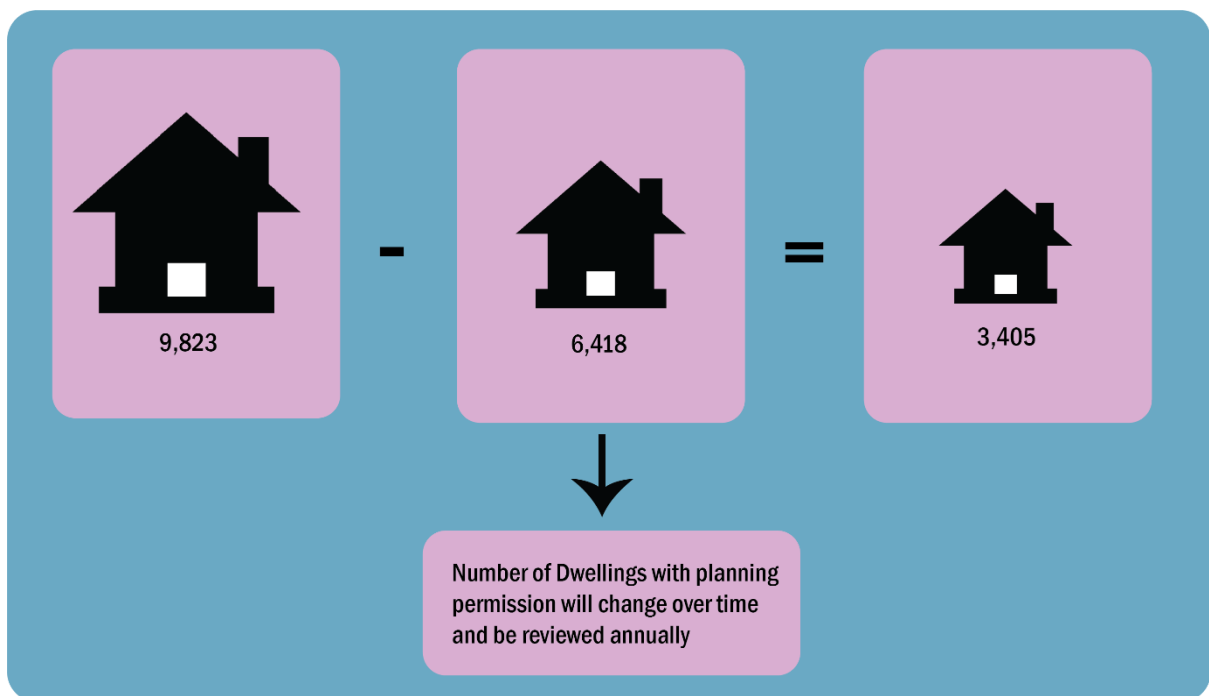 9,823
-
6,418
=
3,405
Number of Dwellings with planning
permission will change over time
and be reviewed annually